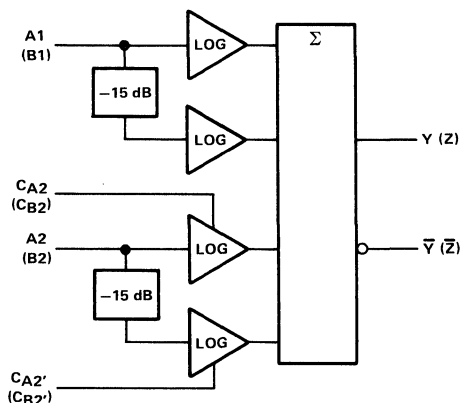 A1
(B1)
LOG
Σ
−15 dB
LOG
Y (Z)
CA2
(CB2)
A2
(B2)
LOG
Y̅ (Z̅)
−15 dB
LOG
CA2'
(CB2')